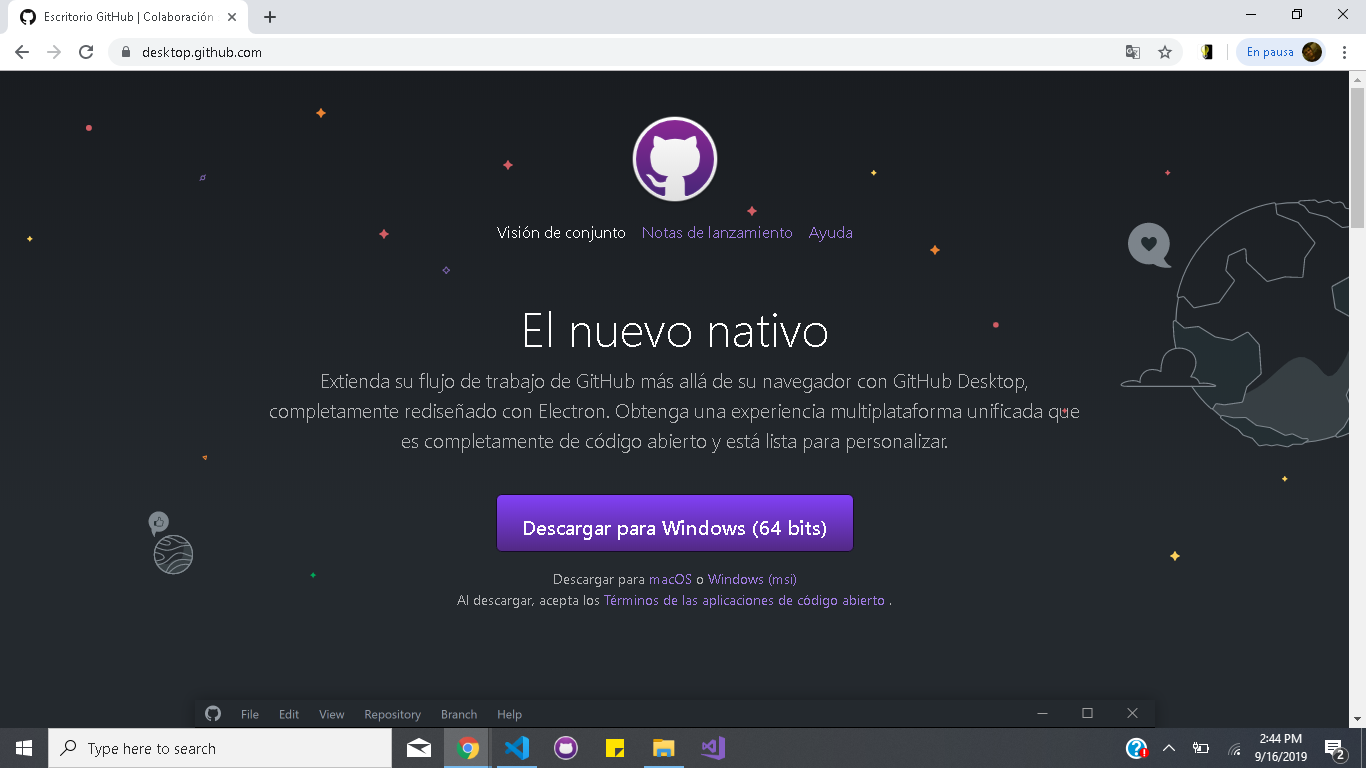 Escritorio GitHub | Colaboración
desktop.github.com
En pausa
Visión de conjunto Notas de lanzamiento Ayuda
El nuevo nativo
Extienda su flujo de trabajo de GitHub más allá de su navegador con GitHub Desktop,
completamente rediseñado con Electron. Obtenga una experiencia multiplataforma unificada que
es completamente de código abierto y está lista para personalizar.
Descargar para Windows (64 bits)
Descargar para macOS o Windows (msi)
Al descargar, acepta los Términos de las aplicaciones de código abierto .
File Edit View Repository Branch Help
Type here to search
2:44 PM
9/16/2019
2